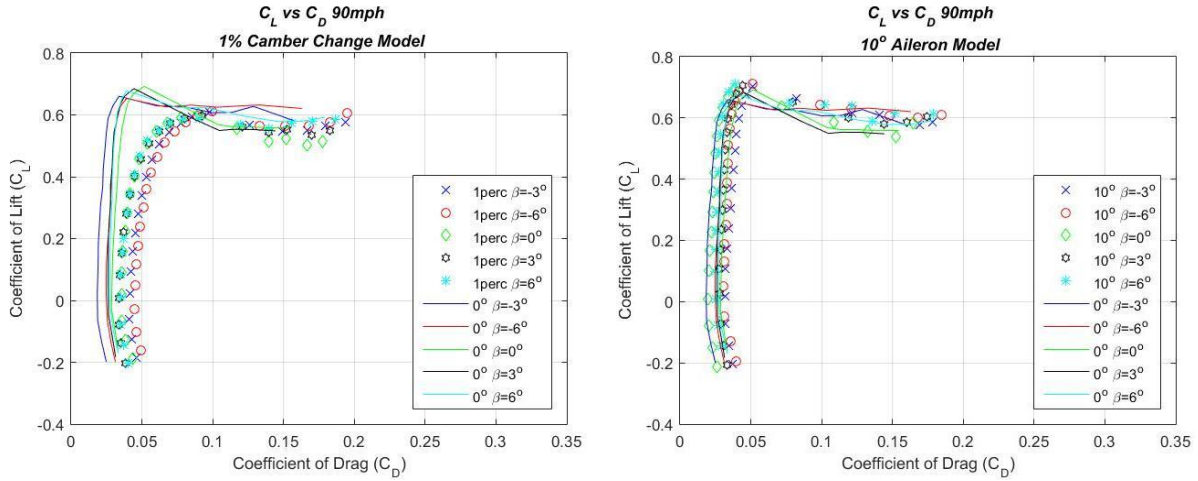 C_L vs C_D 90mph
1% Camber Change Model
0.8
0.6
0.4
0.2
0
-0.2
-0.4
Coefficient of Lift (C_L)
1perc β=-3°
1perc β=-6°
1perc β=0°
1perc β=3°
1perc β=6°
0° β=-3°
0° β=-6°
0° β=0°
0° β=3°
0° β=6°
0 0.05 0.1 0.15 0.2 0.25 0.3 0.35
Coefficient of Drag (C_D)
C_L vs C_D 90mph
10° Aileron Model
0.8
0.6
0.4
0.2
0
-0.2
-0.4
Coefficient of Lift (C_L)
10° β=-3°
10° β=-6°
10° β=0°
10° β=3°
10° β=6°
0° β=-3°
0° β=-6°
0° β=0°
0° β=3°
0° β=6°
0 0.05 0.1 0.15 0.2 0.25 0.3 0.35
Coefficient of Drag (C_D)